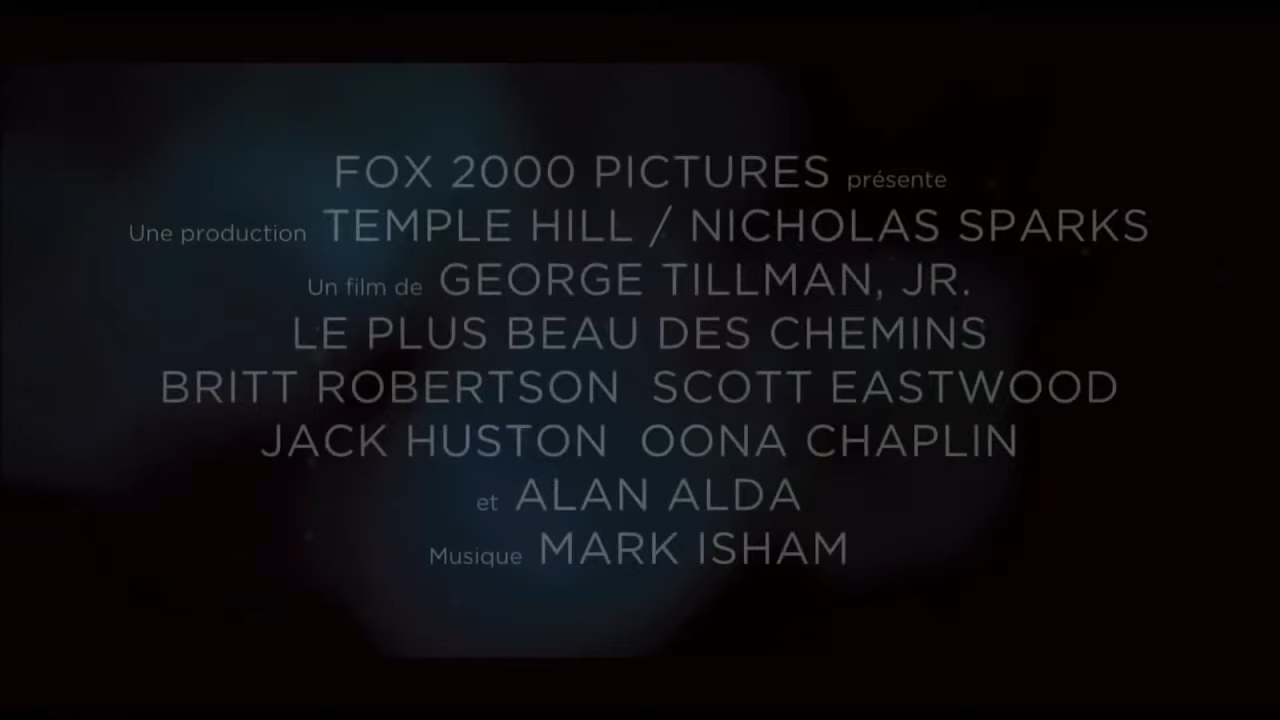 FOX 2000 PICTURES présente
Une production TEMPLE HILL / NICHOLAS SPARKS
Un film de GEORGE TILLMAN, JR.
LE PLUS BEAU DES CHEMINS
BRITT ROBERTSON SCOTT EASTWOOD
JACK HUSTON OONA CHAPLIN
et ALAN ALDA
Musique MARK ISHAM